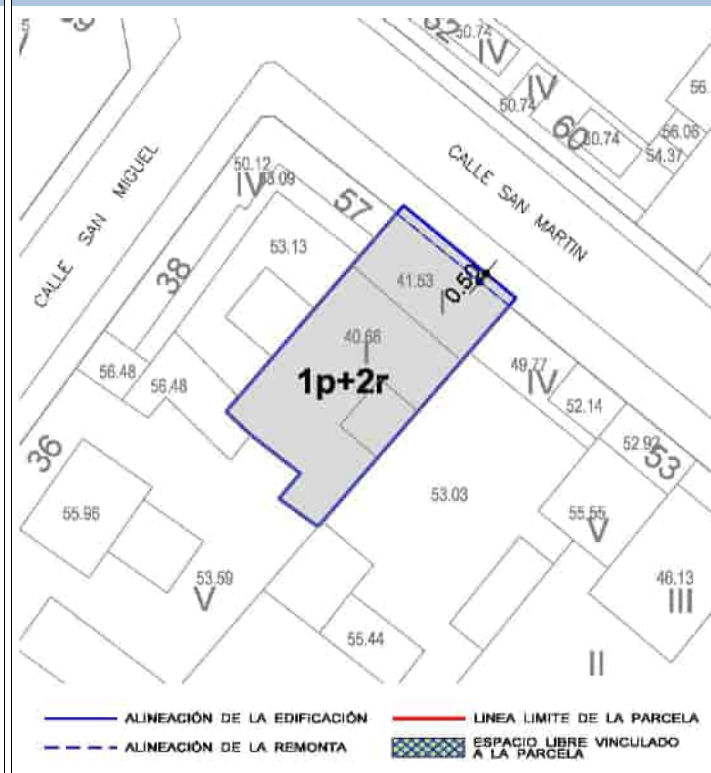 50.74
IV
50.74
IV
60
50.74
56.06
54.37
CALLE SAN MIGUEL
CALLE SAN MARTIN
50.12
IV
57
53.13
38
41.53
0.50
I
40.66
I
1p+2r
49.77
IV
52.14
56.48
56.48
36
53.03
53
55.55
V
55.96
46.13
III
53.59
V
55.44
II
ALINEACIÓN DE LA EDIFICACIÓN
LINEA LIMITE DE LA PARCELA
ALINEACIÓN DE LA REMONTA
ESPACIO LIBRE VINCULADO
A LA PARCELA